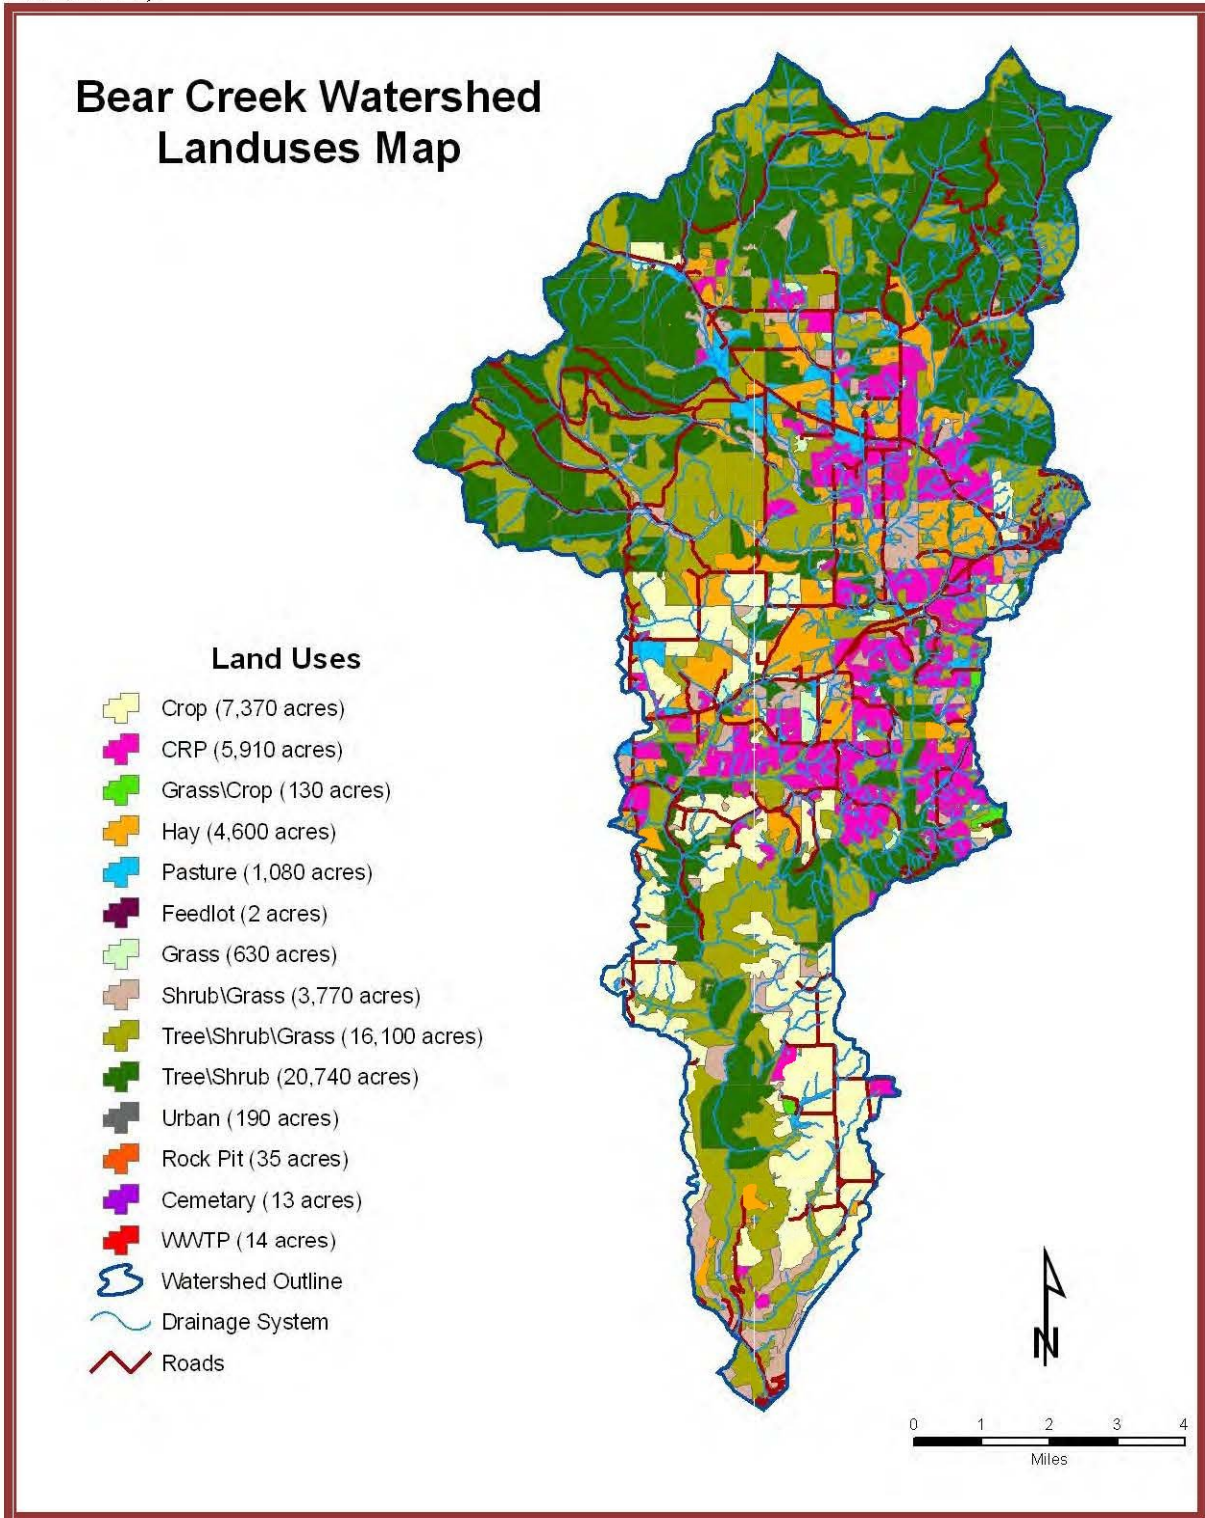 Bear Creek Watershed
Landuses Map
Land Uses
Crop (7,370 acres)
CRP (5,910 acres)
Grass\Crop (130 acres)
Hay (4,600 acres)
Pasture (1,080 acres)
Feedlot (2 acres)
Grass (630 acres)
Shrub\Grass (3,770 acres)
Tree\Shrub\Grass (16,100 acres)
Tree\Shrub (20,740 acres)
Urban (190 acres)
Rock Pit (35 acres)
Cemetary (13 acres)
WWTP (14 acres)
Watershed Outline
Drainage System
Roads
N
0 1 2 3 4
Miles